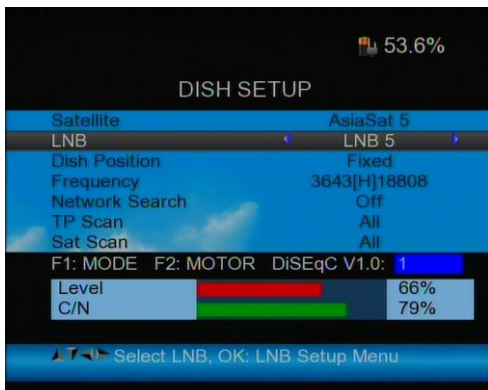 53.6%
DISH SETUP
Satellite AsiaSat 5
LNB LNB 5
Dish Position Fixed
Frequency 3643[H]18808
Network Search Off
TP Scan All
Sat Scan All
F1: MODE F2: MOTOR DiSEqC V1.0: 1
Level 66%
C/N 79%
Select LNB, OK: LNB Setup Menu